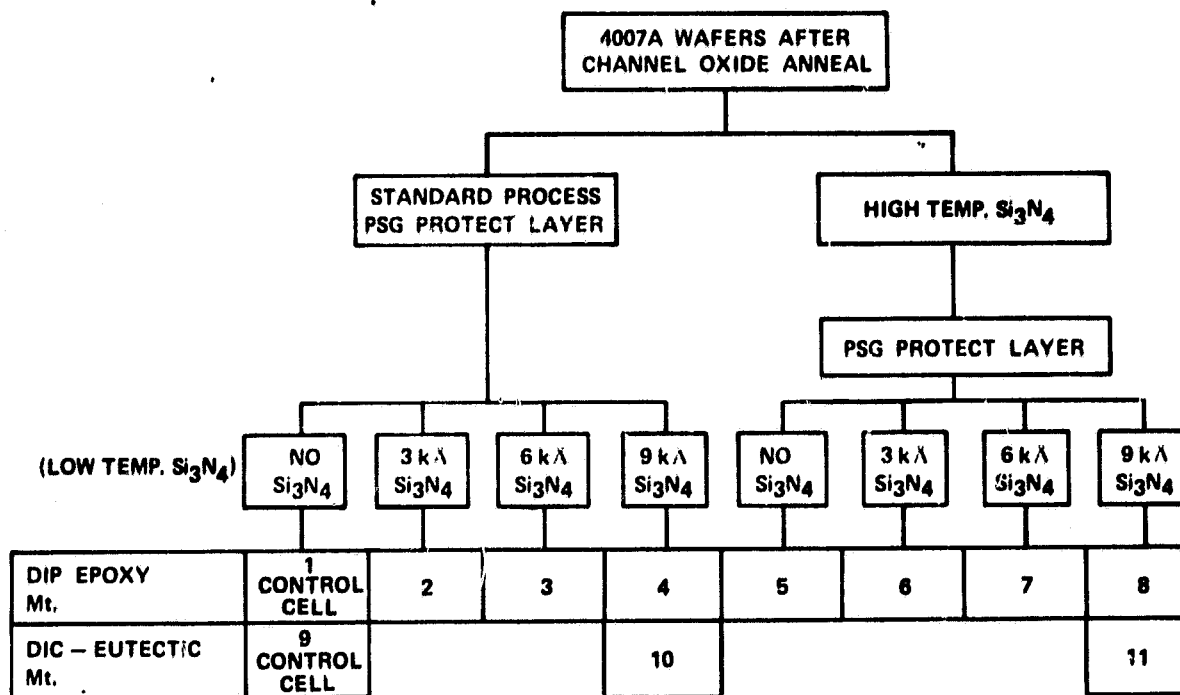 4007A WAFERS AFTER
CHANNEL OXIDE ANNEAL
STANDARD PROCESS
PSG PROTECT LAYER
HIGH TEMP. Si3N4
PSG PROTECT LAYER
(LOW TEMP. Si3N4)
NO
Si3N4
3 kÅ
Si3N4
6 kÅ
Si3N4
9 kÅ
Si3N4
NO
Si3N4
3 kÅ
Si3N4
6 kÅ
Si3N4
9 kÅ
Si3N4
DIP EPOXY
Mt.
1
CONTROL
CELL
2
3
4
5
6
7
8
DIC – EUTECTIC
Mt.
9
CONTROL
CELL
10
11